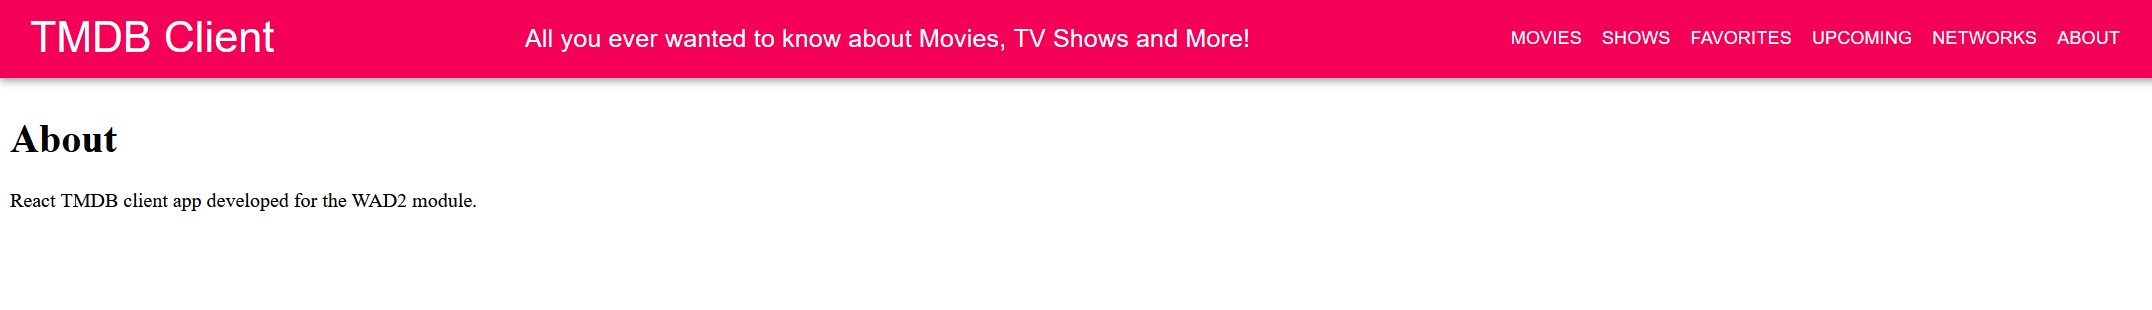 TMDB Client
All you ever wanted to know about Movies, TV Shows and More!
MOVIES SHOWS FAVORITES UPCOMING NETWORKS ABOUT
About
React TMDB client app developed for the WAD2 module.